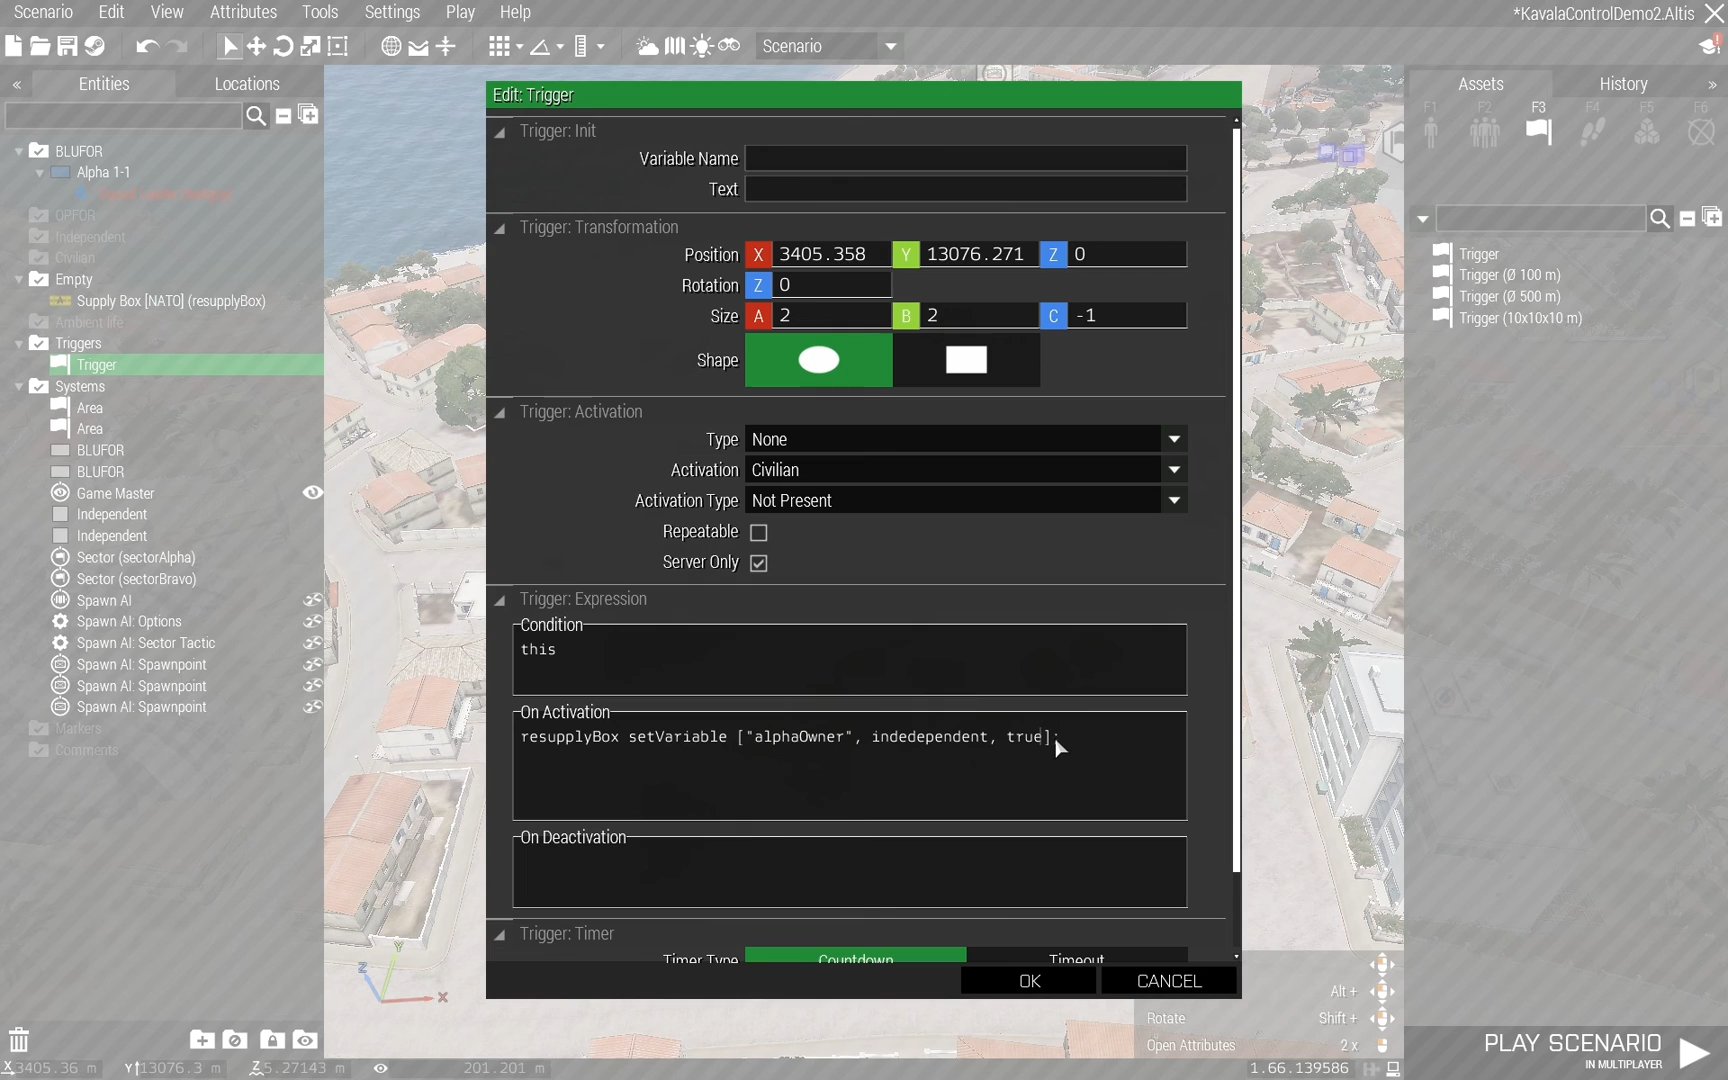 Scenario Edit View Attributes Tools Settings Play Help
*KavalaControlDemo2.Altis
Scenario
« Entities Locations
BLUFOR
Alpha 1-1
OPFOR
Independent
Civilian
Empty
Supply Box [NATO] (resupplyBox)
Ambient life
Triggers
Trigger
Systems
Area
Area
BLUFOR
BLUFOR
Game Master
Independent
Independent
Sector (sectorAlpha)
Sector (sectorBravo)
Spawn AI
Spawn AI: Options
Spawn AI: Sector Tactic
Spawn AI: Spawnpoint
Spawn AI: Spawnpoint
Spawn AI: Spawnpoint
Markers
Comments
Edit: Trigger
Trigger: Init
Variable Name
Text
Trigger: Transformation
Position X 3405.358 Y 13076.271 Z 0
Rotation Z 0
Size A 2 B 2 C -1
Shape
Trigger: Activation
Type None
Activation Civilian
Activation Type Not Present
Repeatable
Server Only
Trigger: Expression
Condition
this
On Activation
resupplyBox setVariable ["alphaOwner", indedependent, true];
On Deactivation
Trigger: Timer
Timer Type Countdown Timeout
OK CANCEL
Assets History »
F1 F2 F3 F4 F5 F6
Trigger
Trigger (Ø 100 m)
Trigger (Ø 500 m)
Trigger (10x10x10 m)
Alt +
Rotate Shift +
Open Attributes 2 x
PLAY SCENARIO
IN MULTIPLAYER
X 3405.36 m Y 13076.3 m Z 5.27143 m 201.201 m 1.66.139586